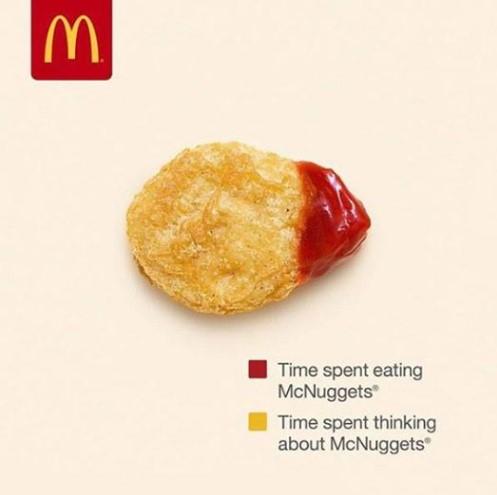 Time spent eating
McNuggets®
Time spent thinking
about McNuggets®